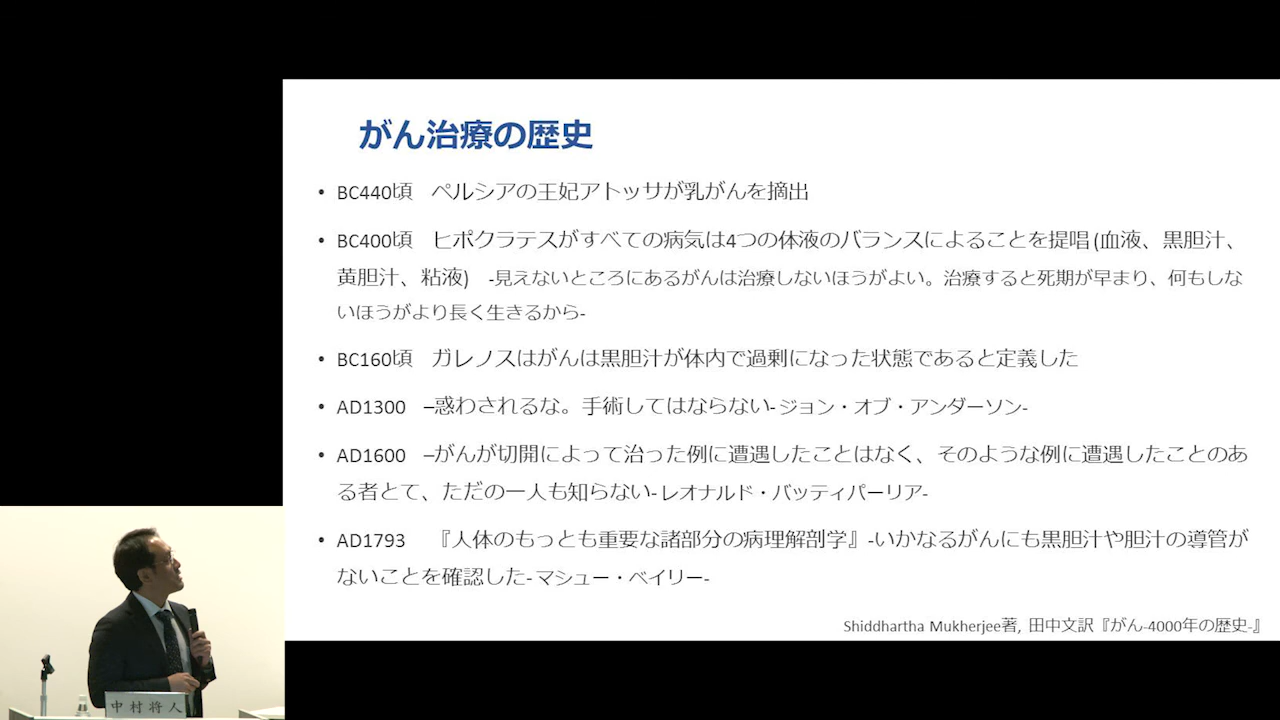 がん治療の歴史
• BC440頃　ペルシアの王妃アトッサが乳がんを摘出
• BC400頃　ヒポクラテスがすべての病気は4つの体液のバランスによることを提唱(血液、黒胆汁、
黄胆汁、粘液)　-見えないところにあるがんは治療しないほうがよい。治療すると死期が早まり、何もしな
いほうがより長く生きるから-
• BC160頃　ガレノスはがんは黒胆汁が体内で過剰になった状態であると定義した
• AD1300　–惑わされるな。手術してはならない- ジョン・オブ・アンダーソン-
• AD1600　–がんが切開によって治った例に遭遇したことはなく、そのような例に遭遇したことのあ
る者とて、ただの一人も知らない- レオナルド・バッティパーリア-
• AD1793　『人体のもっとも重要な諸部分の病理解剖学』-いかなるがんにも黒胆汁や胆汁の導管が
ないことを確認した- マシュー・ベイリー-
Shiddhartha Mukherjee著, 田中文訳『がん-4000年の歴史-』
中村将人